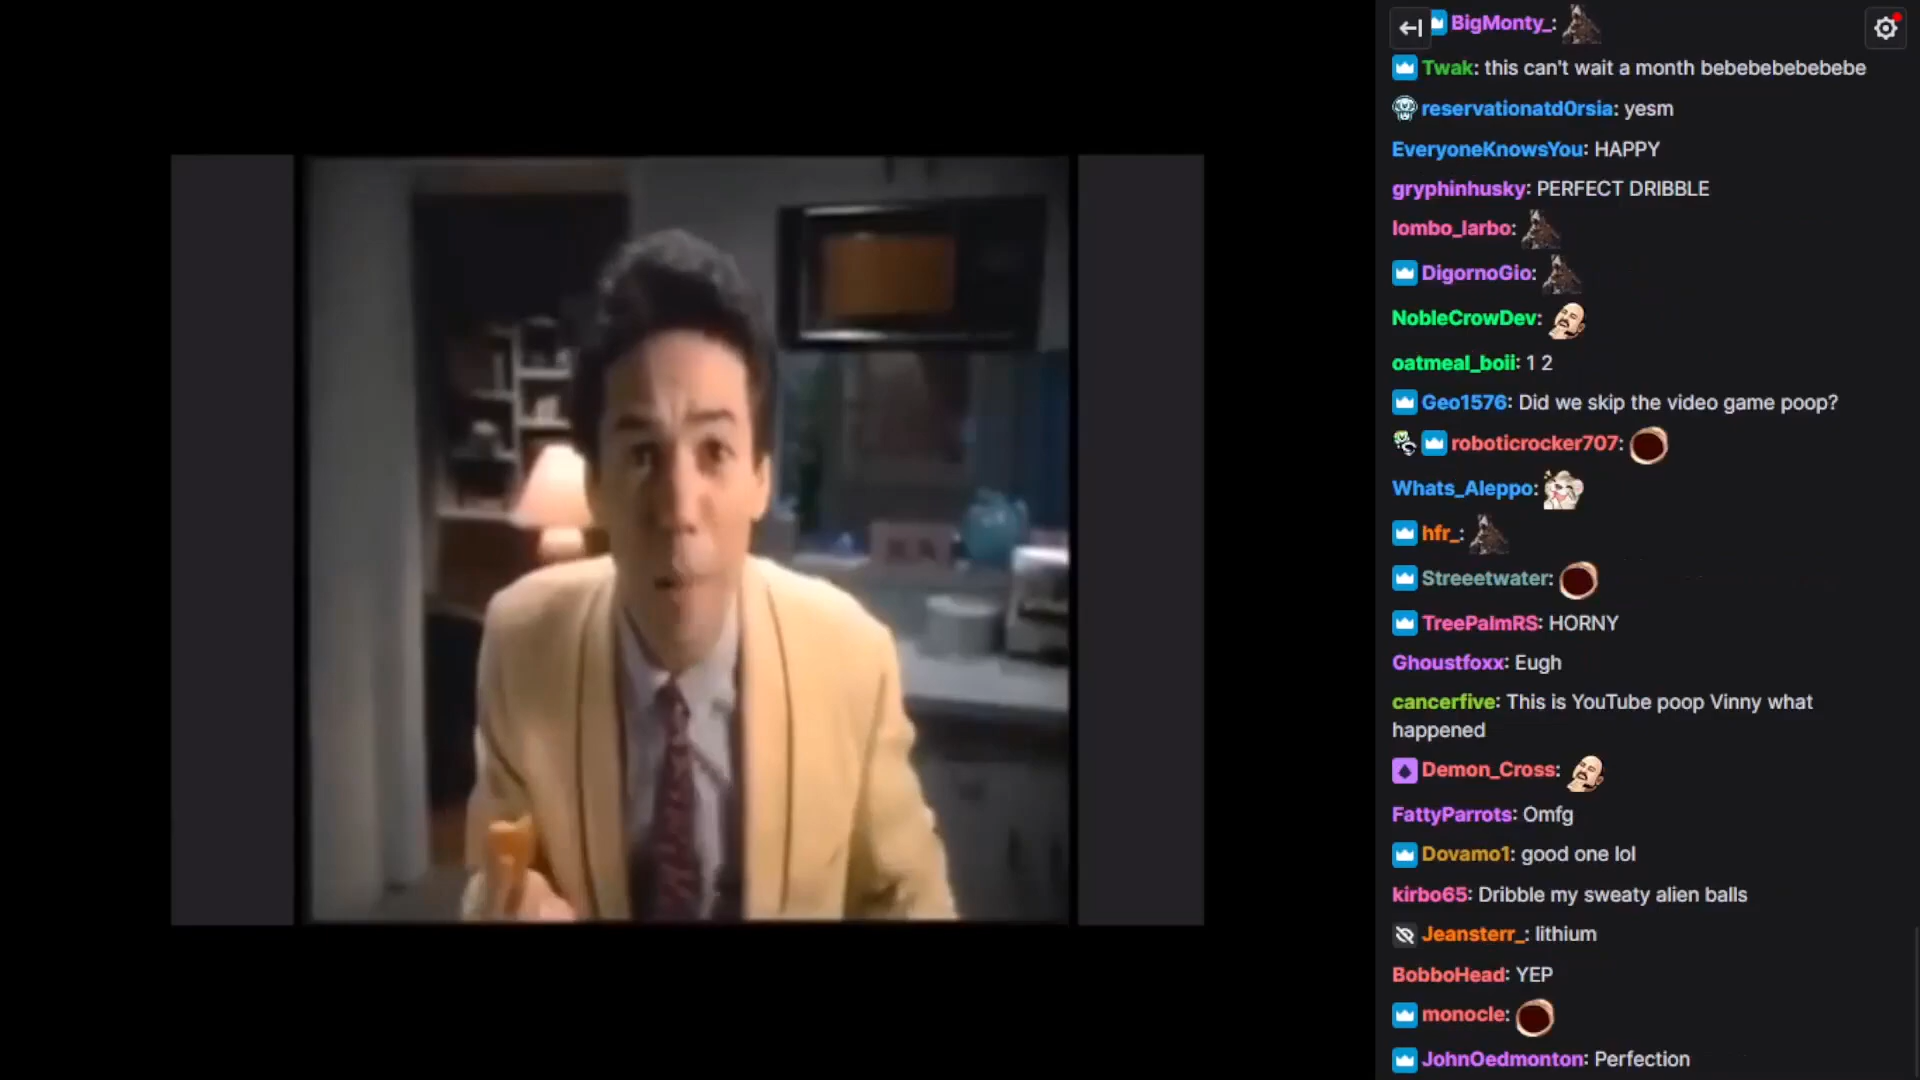 BigMonty_:
Twak: this can't wait a month bebebebebebebe
reservationatd0rsia: yesm
EveryoneKnowsYou: HAPPY
gryphinhusky: PERFECT DRIBBLE
lombo_larbo:
DigornoGio:
NobleCrowDev:
oatmeal_boii: 1 2
Geo1576: Did we skip the video game poop?
roboticrocker707:
Whats_Aleppo:
hfr_:
Streeetwater:
TreePalmRS: HORNY
Ghoustfoxx: Eugh
cancerfive: This is YouTube poop Vinny what
happened
Demon_Cross:
FattyParrots: Omfg
Dovamo1: good one lol
kirbo65: Dribble my sweaty alien balls
Jeansterr_: lithium
BobboHead: YEP
monocle:
JohnOedmonton: Perfection